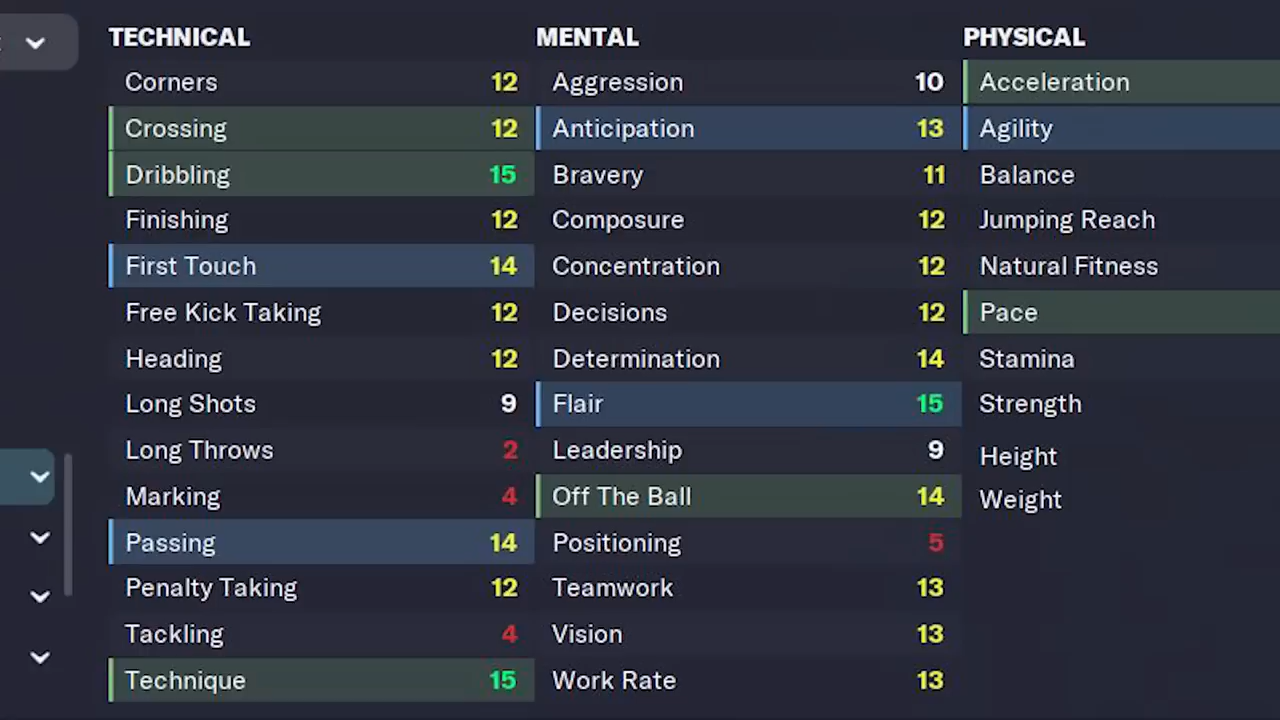 TECHNICAL MENTAL PHYSICAL
Corners 12 Aggression 10 Acceleration
Crossing 12 Anticipation 13 Agility
Dribbling 15 Bravery 11 Balance
Finishing 12 Composure 12 Jumping Reach
First Touch 14 Concentration 12 Natural Fitness
Free Kick Taking 12 Decisions 12 Pace
Heading 12 Determination 14 Stamina
Long Shots 9 Flair 15 Strength
Long Throws 2 Leadership 9 Height
Marking 4 Off The Ball 14 Weight
Passing 14 Positioning 5
Penalty Taking 12 Teamwork 13
Tackling 4 Vision 13
Technique 15 Work Rate 13